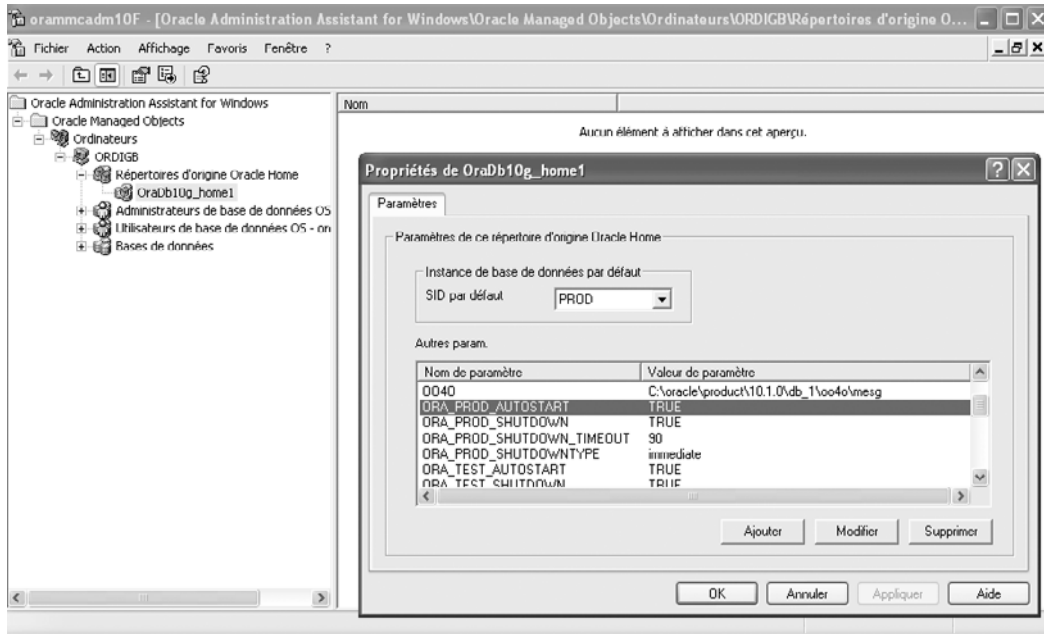 orammcadm10F - [Oracle Administration Assistant for Windows\Oracle Managed Objects\Ordinateurs\ORDIGB\Répertoires d'origine O...
Fichier Action Affichage Favoris Fenêtre ?
Oracle Administration Assistant for Windows
Oracle Managed Objects
Ordinateurs
ORDIGB
Répertoires d'origine Oracle Home
OraDb10g_home1
Administrateurs de base de données OS
Utilisateurs de base de données OS - on
Bases de données
Nom
Aucun élément à afficher dans cet aperçu.
Propriétés de OraDb10g_home1
Paramètres
Paramètres de ce répertoire d'origine Oracle Home
Instance de base de données par défaut
SID par défaut PROD
Autres param.
Nom de paramètre Valeur de paramètre
OO4O C:\oracle\product\10.1.0\db_1\oo4o\mesg
ORA_PROD_AUTOSTART TRUE
ORA_PROD_SHUTDOWN TRUE
ORA_PROD_SHUTDOWN_TIMEOUT 90
ORA_PROD_SHUTDOWNTYPE immediate
ORA_TEST_AUTOSTART TRUE
ORA_TEST_SHUTDOWN TRUE
Ajouter Modifier Supprimer
OK Annuler Appliquer Aide